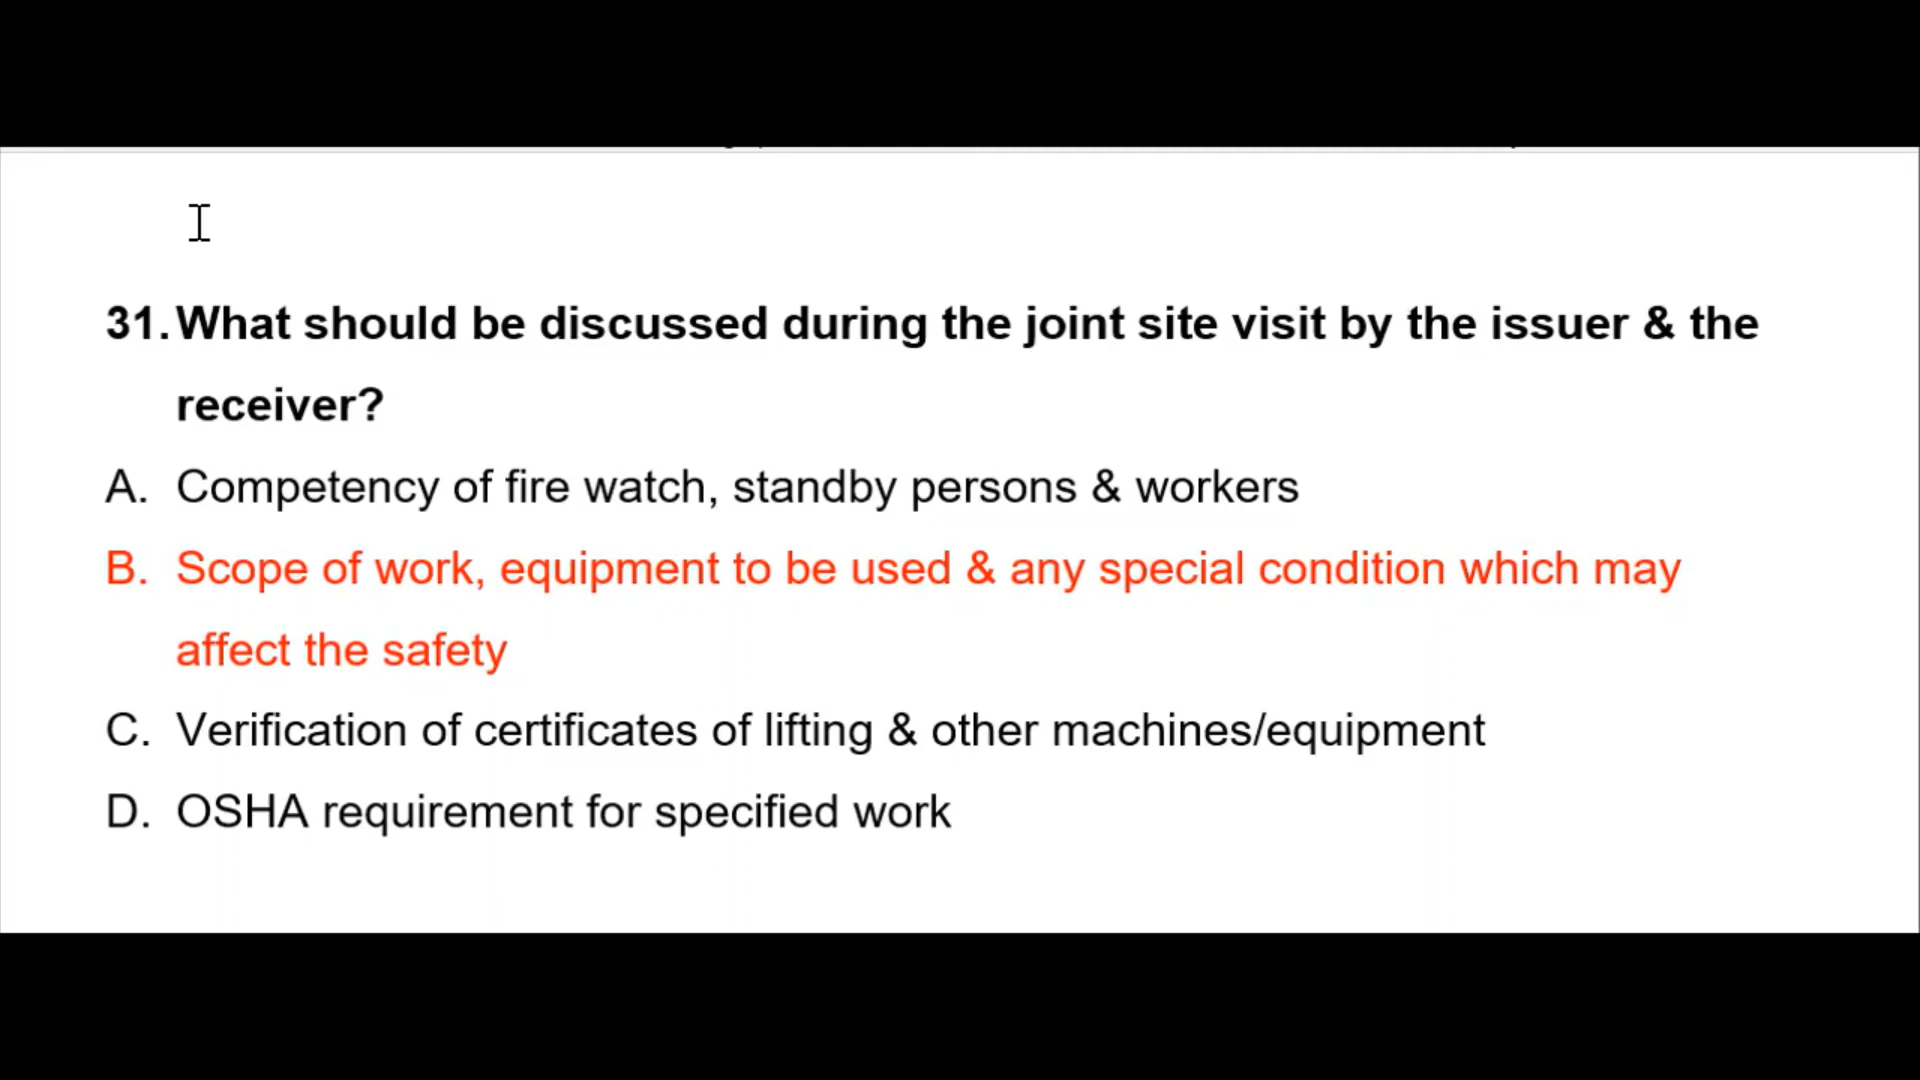 31. What should be discussed during the joint site visit by the issuer & the
receiver?
A. Competency of fire watch, standby persons & workers
B. Scope of work, equipment to be used & any special condition which may
affect the safety
C. Verification of certificates of lifting & other machines/equipment
D. OSHA requirement for specified work